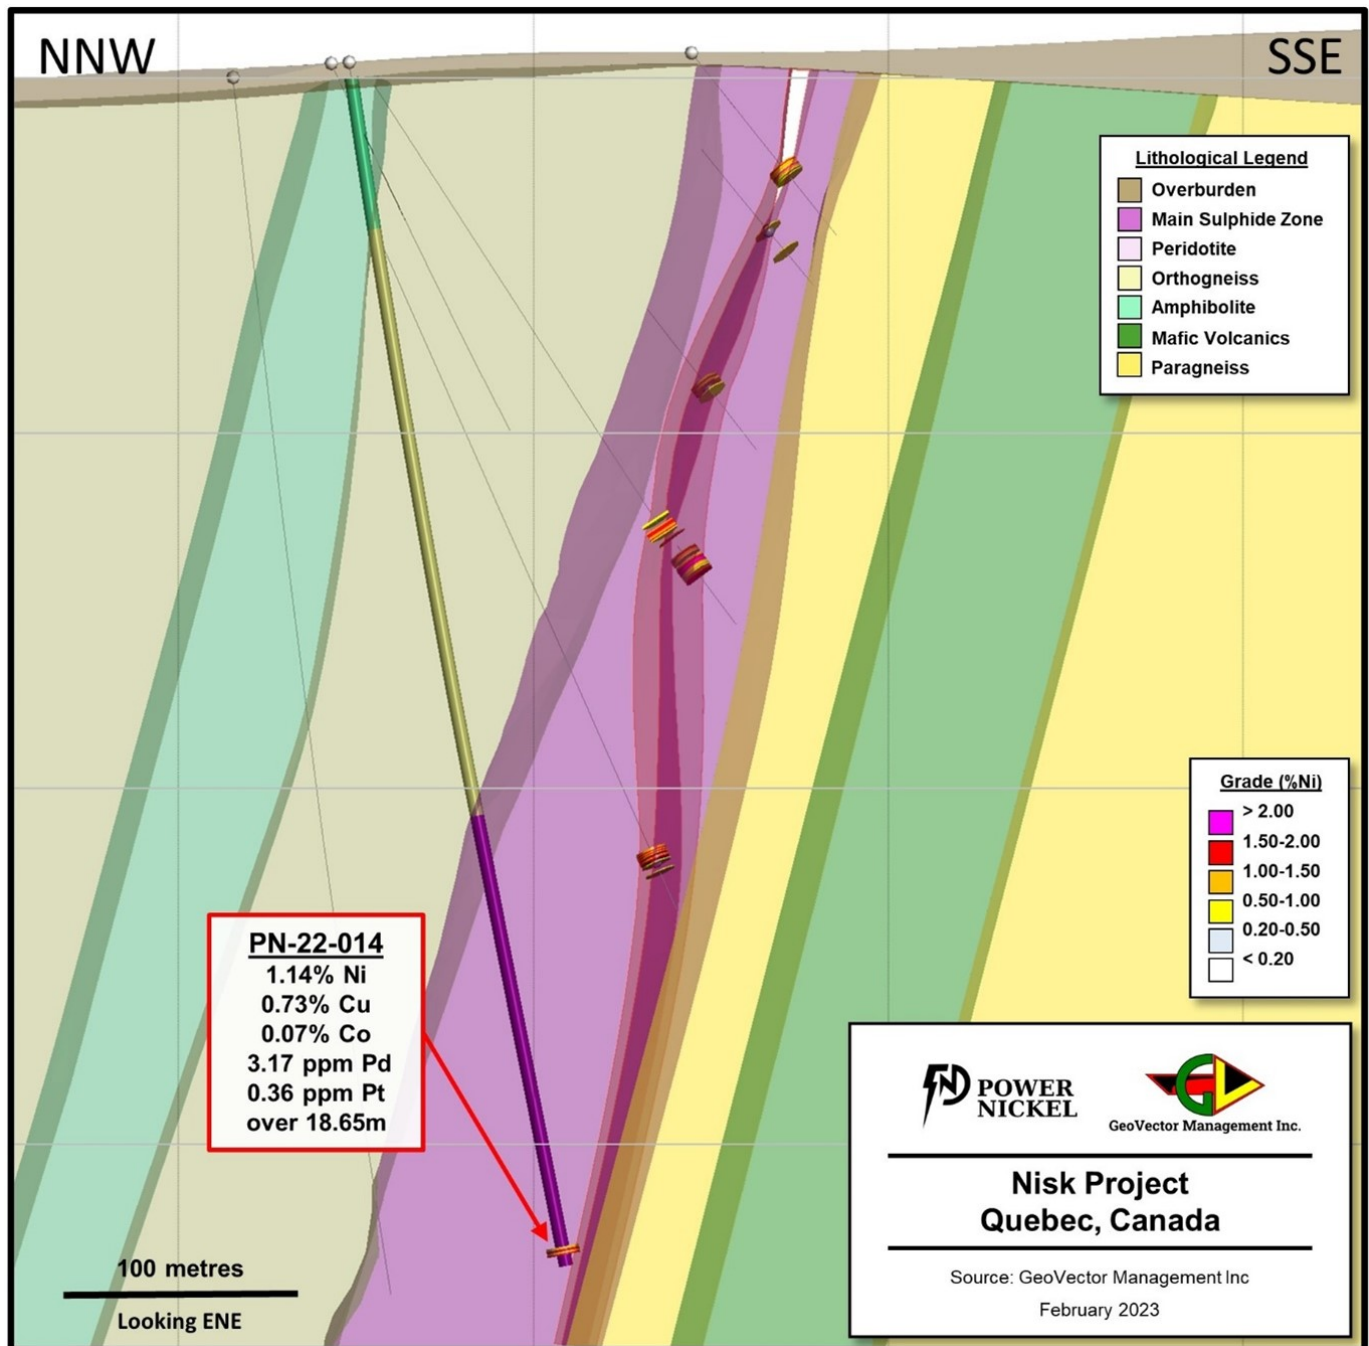 NNW
SSE
Lithological Legend
Overburden
Main Sulphide Zone
Peridotite
Orthogneiss
Amphibolite
Mafic Volcanics
Paragneiss
Grade (%Ni)
> 2.00
1.50-2.00
1.00-1.50
0.50-1.00
0.20-0.50
< 0.20
PN-22-014
1.14% Ni
0.73% Cu
0.07% Co
3.17 ppm Pd
0.36 ppm Pt
over 18.65m
100 metres
Looking ENE
POWER
NICKEL
GeoVector Management Inc.
Nisk Project
Quebec, Canada
Source: GeoVector Management Inc
February 2023